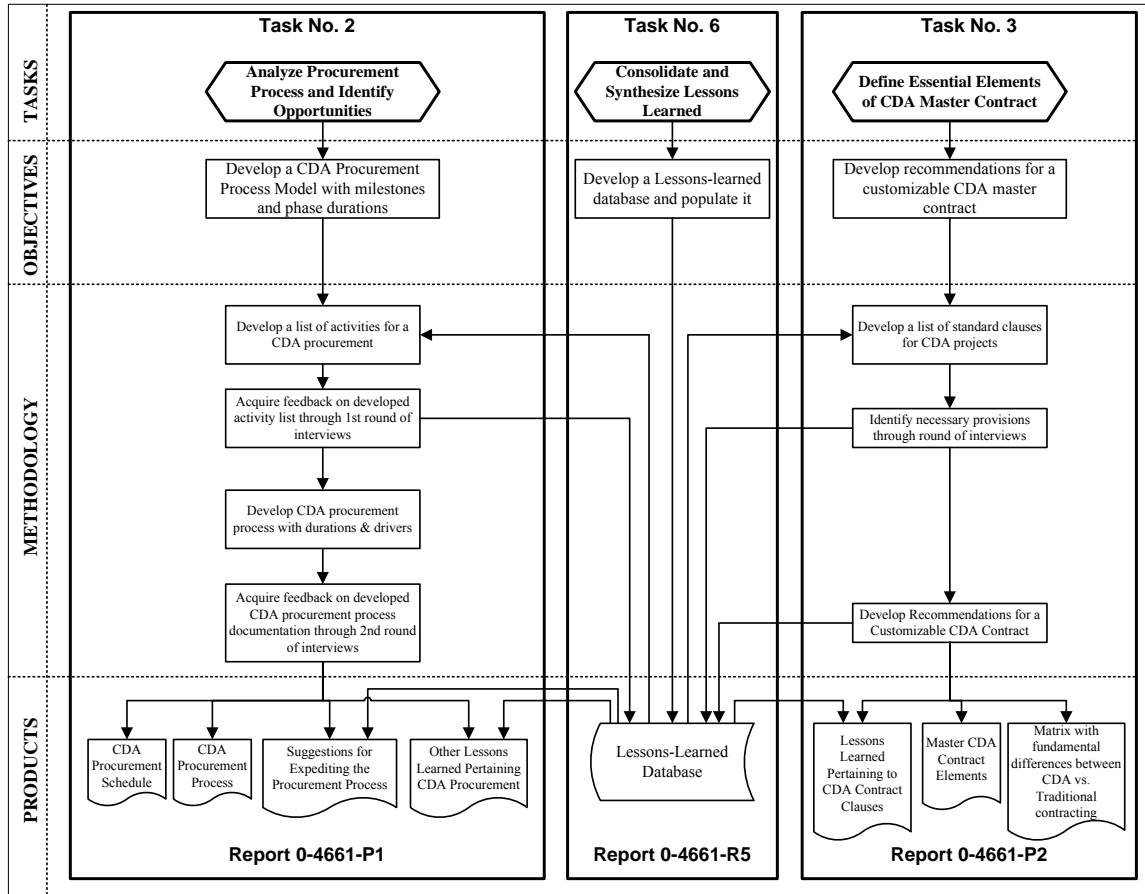 Task No. 2
Task No. 6
Task No. 3
TASKS
Analyze Procurement
Process and Identify
Opportunities
Consolidate and
Synthesize Lessons
Learned
Define Essential Elements
of CDA Master Contract
OBJECTIVES
Develop a CDA Procurement
Process Model with milestones
and phase durations
Develop a Lessons-learned
database and populate it
Develop recommendations for a
customizable CDA master
contract
METHODOLOGY
Develop a list of activities for a
CDA procurement
Acquire feedback on developed
activity list through 1st round of
interviews
Develop CDA procurement
process with durations & drivers
Acquire feedback on developed
CDA procurement process
documentation through 2nd round
of interviews
Develop a list of standard clauses
for CDA projects
Identify necessary provisions
through round of interviews
Develop Recommendations for a
Customizable CDA Contract
PRODUCTS
CDA
Procurement
Schedule
CDA
Procurement
Process
Suggestions for
Expediting the
Procurement Process
Other Lessons
Learned Pertaining
CDA Procurement
Lessons-Learned
Database
Lessons
Learned
Pertaining to
CDA Contract
Clauses
Master CDA
Contract
Elements
Matrix with
fundamental
differences between
CDA vs.
Traditional
contracting
Report 0-4661-P1
Report 0-4661-R5
Report 0-4661-P2